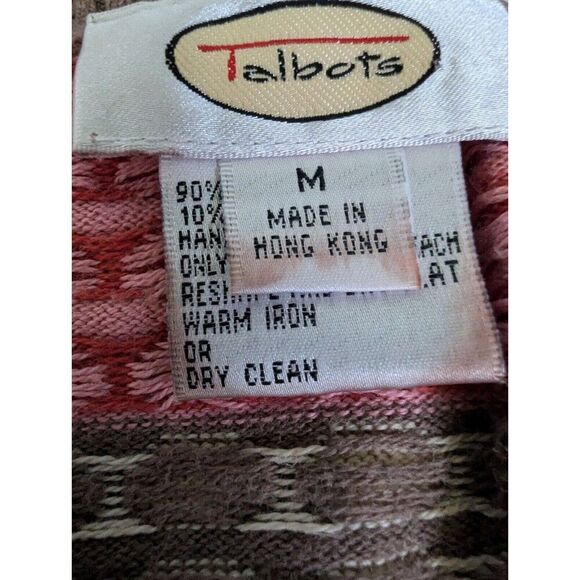 Talbots
M
MADE IN
HONG KONG
90%
10%
ONLY
WARM IRON
OR
DRY CLEAN